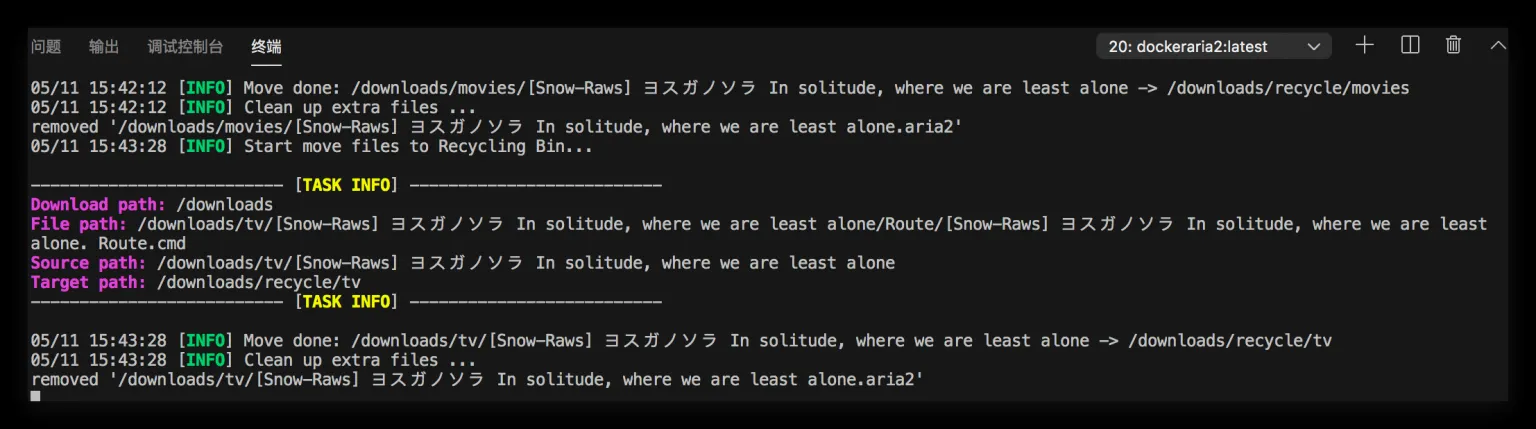 问题 输出 调试控制台 终端 20: dockeraria2:latest
05/11 15:42:12 [INFO] Move done: /downloads/movies/[Snow-Raws] ヨスガノソラ In solitude, where we are least alone -> /downloads/recycle/movies
05/11 15:42:12 [INFO] Clean up extra files ...
removed '/downloads/movies/[Snow-Raws] ヨスガノソラ In solitude, where we are least alone.aria2'
05/11 15:43:28 [INFO] Start move files to Recycling Bin...
-------------------------- [TASK INFO] --------------------------
Download path: /downloads
File path: /downloads/tv/[Snow-Raws] ヨスガノソラ In solitude, where we are least alone/Route/[Snow-Raws] ヨスガノソラ In solitude, where we are least
alone. Route.cmd
Source path: /downloads/tv/[Snow-Raws] ヨスガノソラ In solitude, where we are least alone
Target path: /downloads/recycle/tv
-------------------------- [TASK INFO] --------------------------
05/11 15:43:28 [INFO] Move done: /downloads/tv/[Snow-Raws] ヨスガノソラ In solitude, where we are least alone -> /downloads/recycle/tv
05/11 15:43:28 [INFO] Clean up extra files ...
removed '/downloads/tv/[Snow-Raws] ヨスガノソラ In solitude, where we are least alone.aria2'